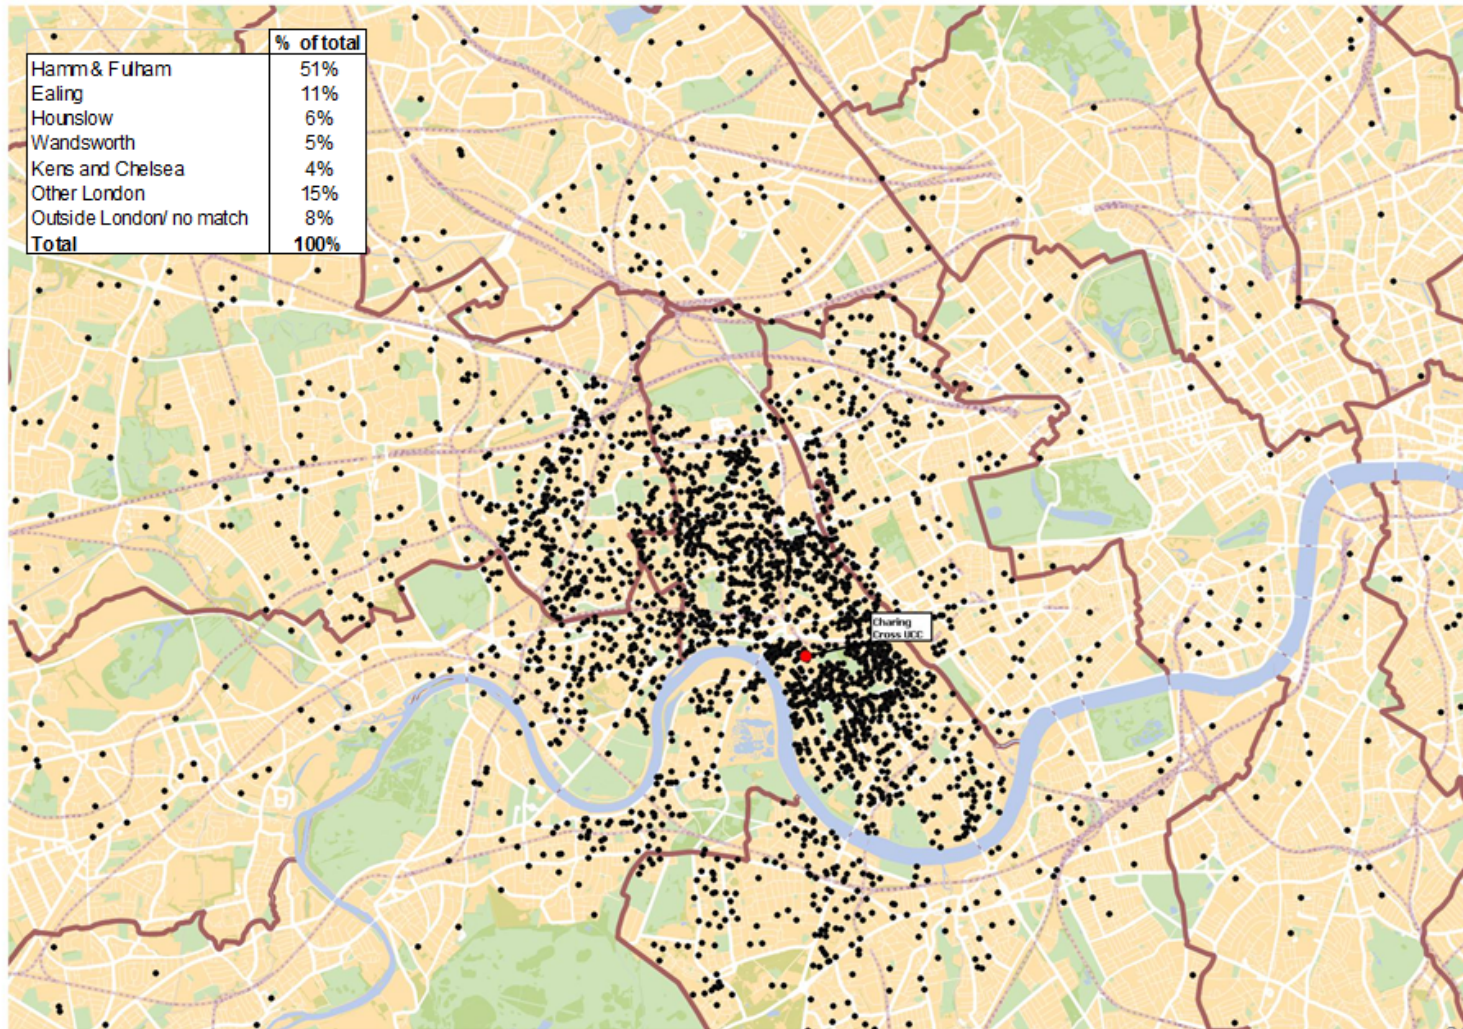 % of total
Hamm & Fulham 51%
Ealing 11%
Hounslow 6%
Wandsworth 5%
Kens and Chelsea 4%
Other London 15%
Outside London/ no match 8%
Total 100%
Charing
Cross UCC